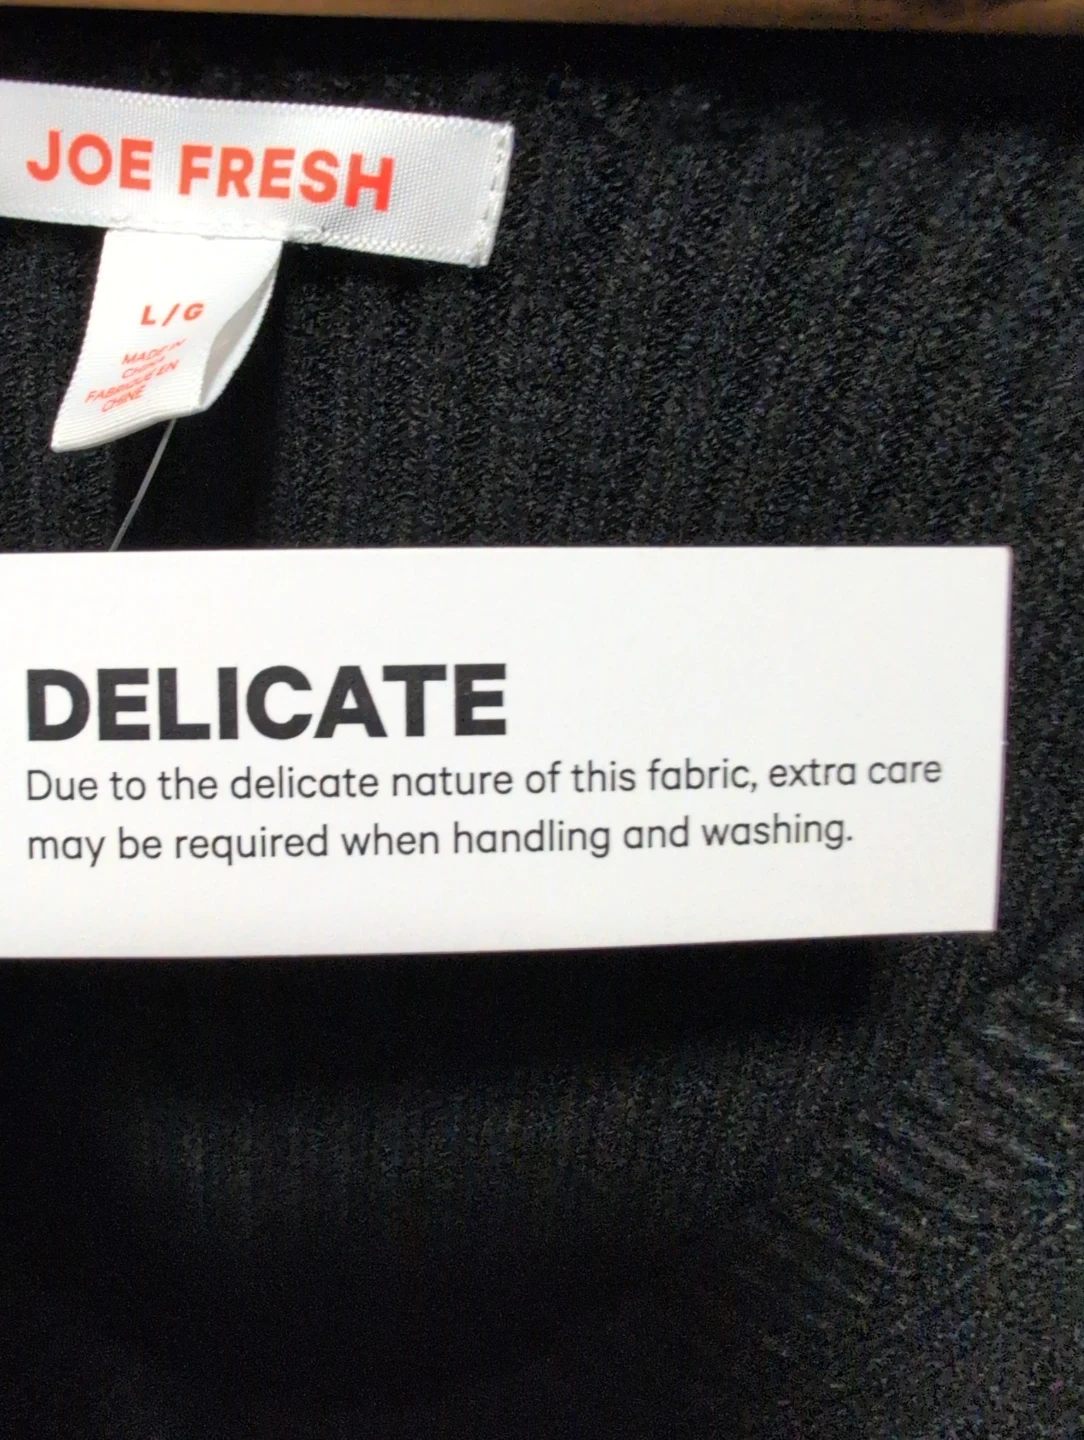 JOE FRESH
L / G
MADE IN
CHINA
FABRIQUE EN
CHINE
DELICATE
Due to the delicate nature of this fabric, extra care
may be required when handling and washing.